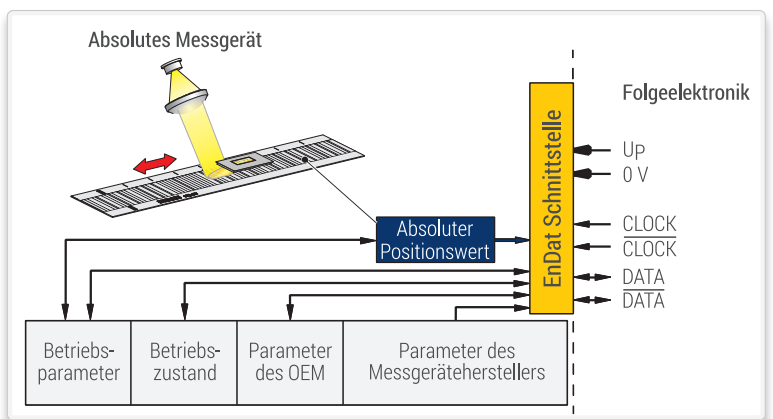 Absolutes Messgerät
Folgeelektronik
EnDat Schnittstelle
UP
0 V
Absoluter
Positionswert
CLOCK
CLOCK
DATA
DATA
Betriebs-
parameter
Betriebs-
zustand
Parameter
des OEM
Parameter des
Messgeräteherstellers